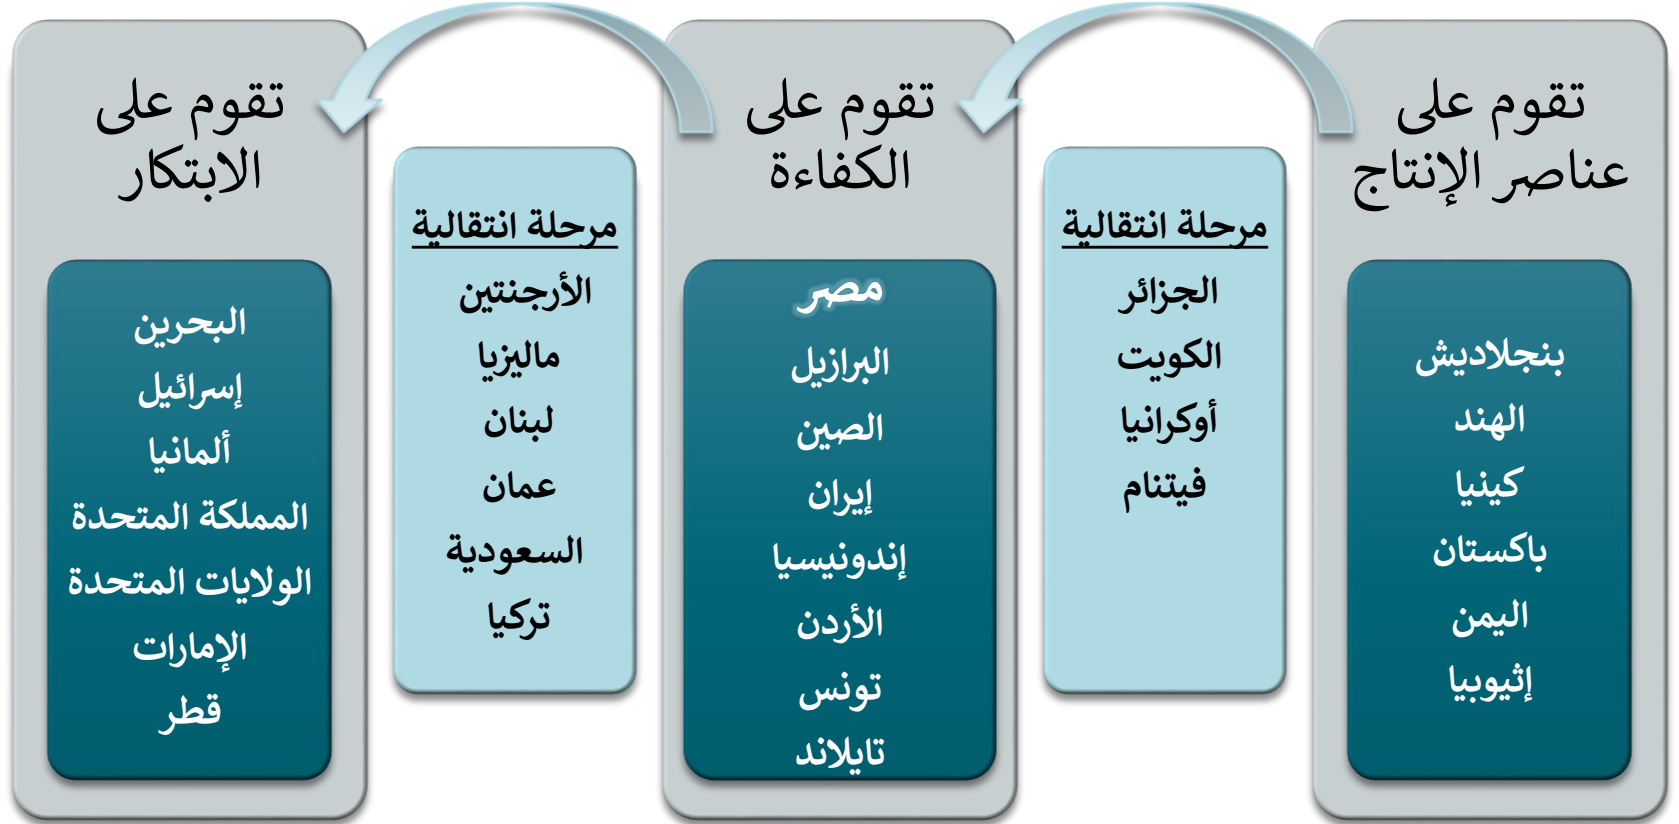 تقوم على
عناصر الإنتاج
بنجلاديش
الهند
كينيا
باكستان
اليمن
إثيوبيا
مرحلة انتقالية
الجزائر
الكويت
أوكرانيا
فيتنام
تقوم على
الكفاءة
مصر
البرازيل
الصين
إيران
إندونيسيا
الأردن
تونس
تايلاند
مرحلة انتقالية
الأرجنتين
ماليزيا
لبنان
عمان
السعودية
تركيا
تقوم على
الابتكار
البحرين
إسرائيل
ألمانيا
المملكة المتحدة
الولايات المتحدة
الإمارات
قطر